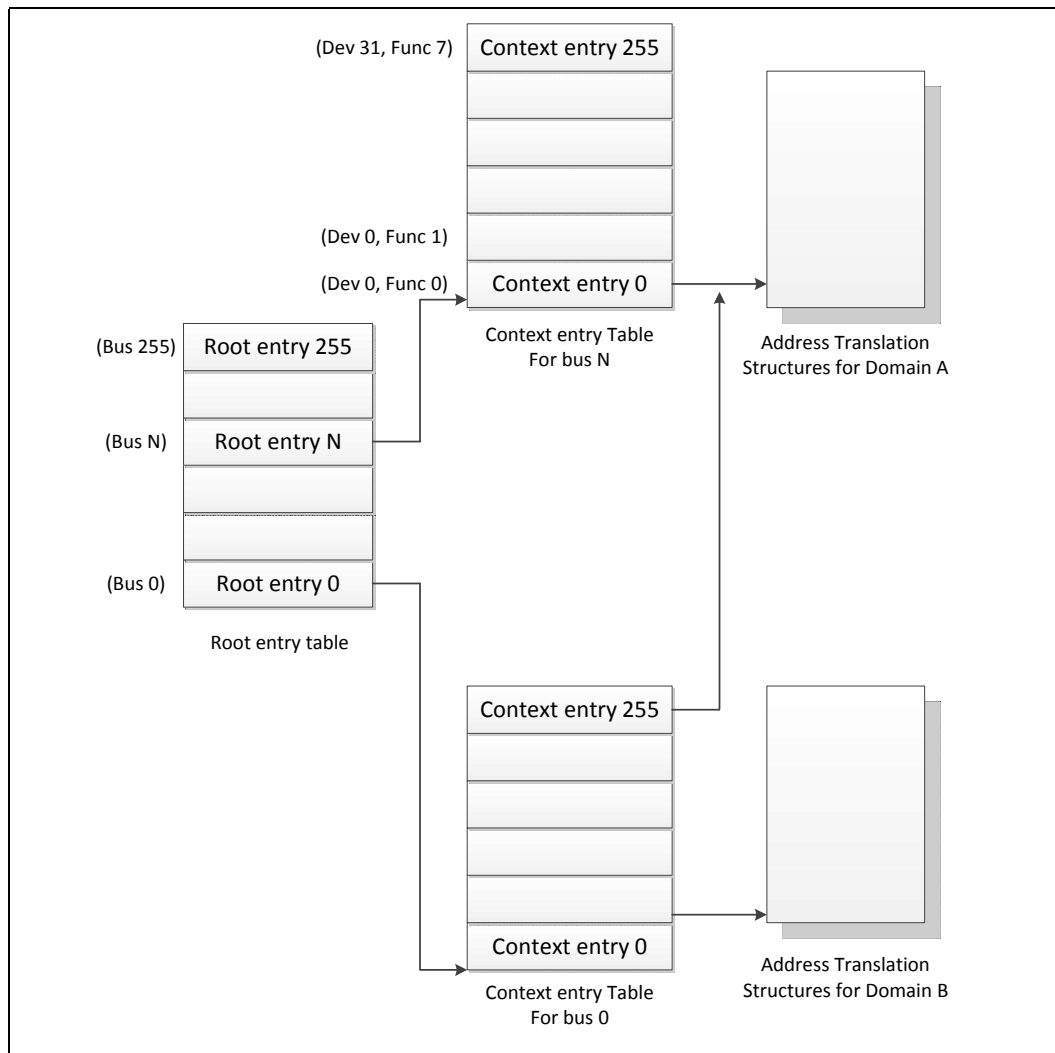 (Dev 31, Func 7)
Context entry 255
(Dev 0, Func 1)
(Dev 0, Func 0)
Context entry 0
Context entry Table
For bus N
Address Translation
Structures for Domain A
(Bus 255)
Root entry 255
(Bus N)
Root entry N
(Bus 0)
Root entry 0
Root entry table
Context entry 255
Context entry 0
Context entry Table
For bus 0
Address Translation
Structures for Domain B